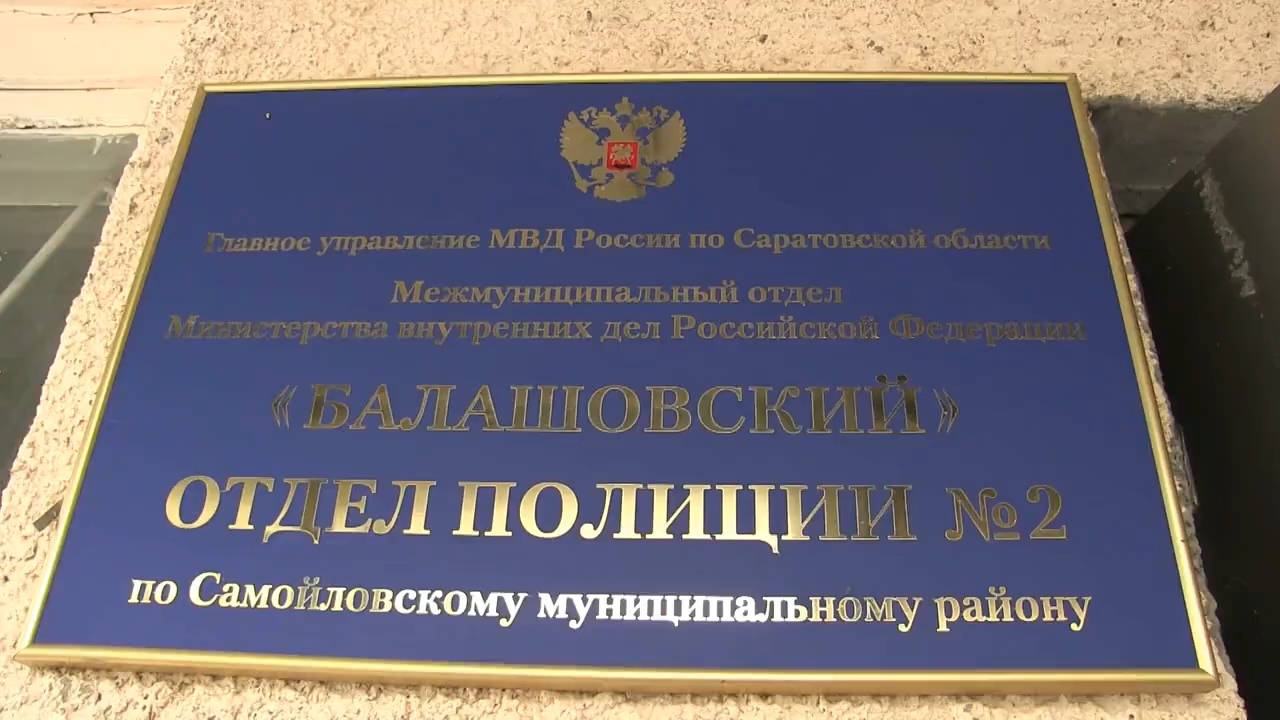 Главное управление МВД России по Саратовской области
Межмуниципальный отдел
Министерства внутренних дел Российской Федерации
«БАЛАШОВСКИЙ»
ОТДЕЛ ПОЛИЦИИ №2
по Самойловскому муниципальному району